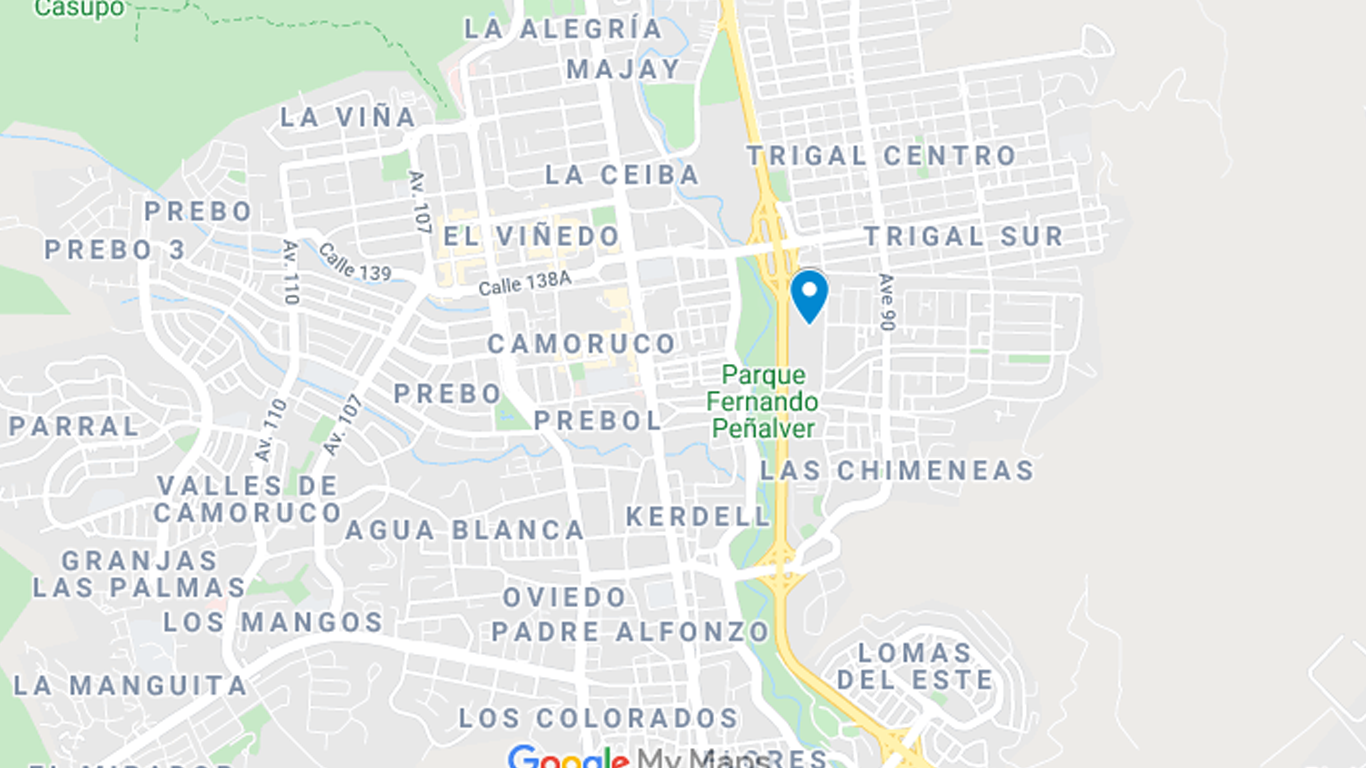 Casupo
LA ALEGRÍA
MAJAY
LA VIÑA
TRIGAL CENTRO
LA CEIBA
Av. 107
PREBO
EL VIÑEDO
TRIGAL SUR
PREBO 3
Av. 110
Calle 139
Calle 138A
Ave 90
CAMORUCO
Parque
Fernando
Peñalver
PREBO
PREBOL
PARRAL
Av. 110
Av. 107
LAS CHIMENEAS
VALLES DE
CAMORUCO
KERDELL
AGUA BLANCA
GRANJAS
LAS PALMAS
OVIEDO
LOS MANGOS
PADRE ALFONZO
LOMAS
DEL ESTE
LA MANGUITA
LOS COLORADOS
Google My Maps